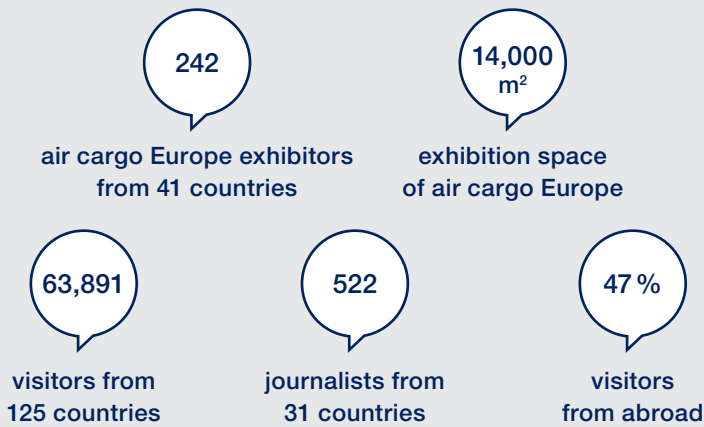 242
air cargo Europe exhibitors
from 41 countries
14,000
m²
exhibition space
of air cargo Europe
63,891
visitors from
125 countries
522
journalists from
31 countries
47 %
visitors
from abroad